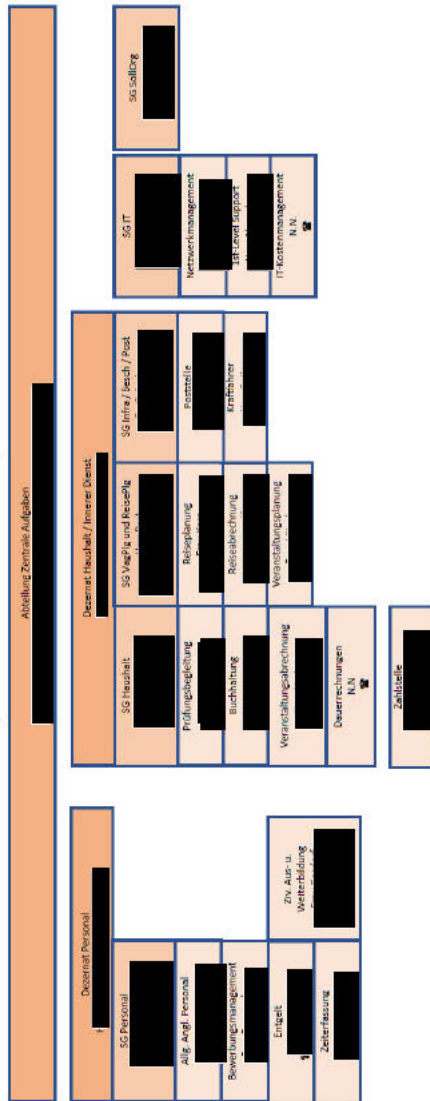 Abteilung Zentrale Aufgaben
Dezernat Personal
SG Personal
Allg. Angl. Personal
Bewerbungsmanagement
Entgelt
Zeiterfassung
Ziv. Aus- u.
Weiterbildung
Dezernat Haushalt / Innerer Dienst
SG Haushalt
Prüfungsbegleitung
Buchhaltung
Veranstaltungsabrechnung
Dauerrechnungen
N.N
☎
Zahlstelle
SG VagPlg und ReisePlg
Reiseplanung
Reiseabrechnung
Veranstaltungsplanung
SG Infra / Besch / Post
Poststelle
Kraftfahrer
SG IT
Netzwerkmanagement
1st-Level Support
IT-Kostenmanagement
N.N.
☎
SG SollOrg